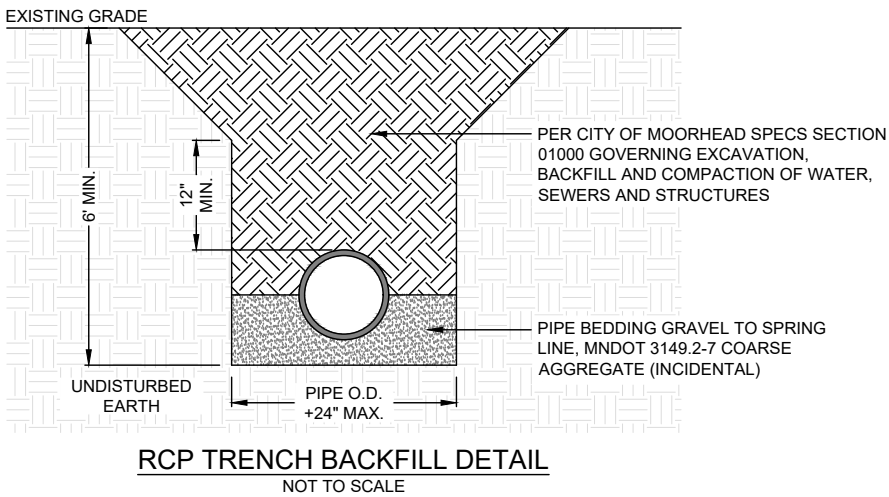 EXISTING GRADE
6' MIN.
12"
MIN.
PER CITY OF MOORHEAD SPECS SECTION
01000 GOVERNING EXCAVATION,
BACKFILL AND COMPACTION OF WATER,
SEWERS AND STRUCTURES
PIPE BEDDING GRAVEL TO SPRING
LINE, MNDOT 3149.2-7 COARSE
AGGREGATE (INCIDENTAL)
UNDISTURBED
EARTH
PIPE O.D.
+24" MAX.
RCP TRENCH BACKFILL DETAIL
NOT TO SCALE